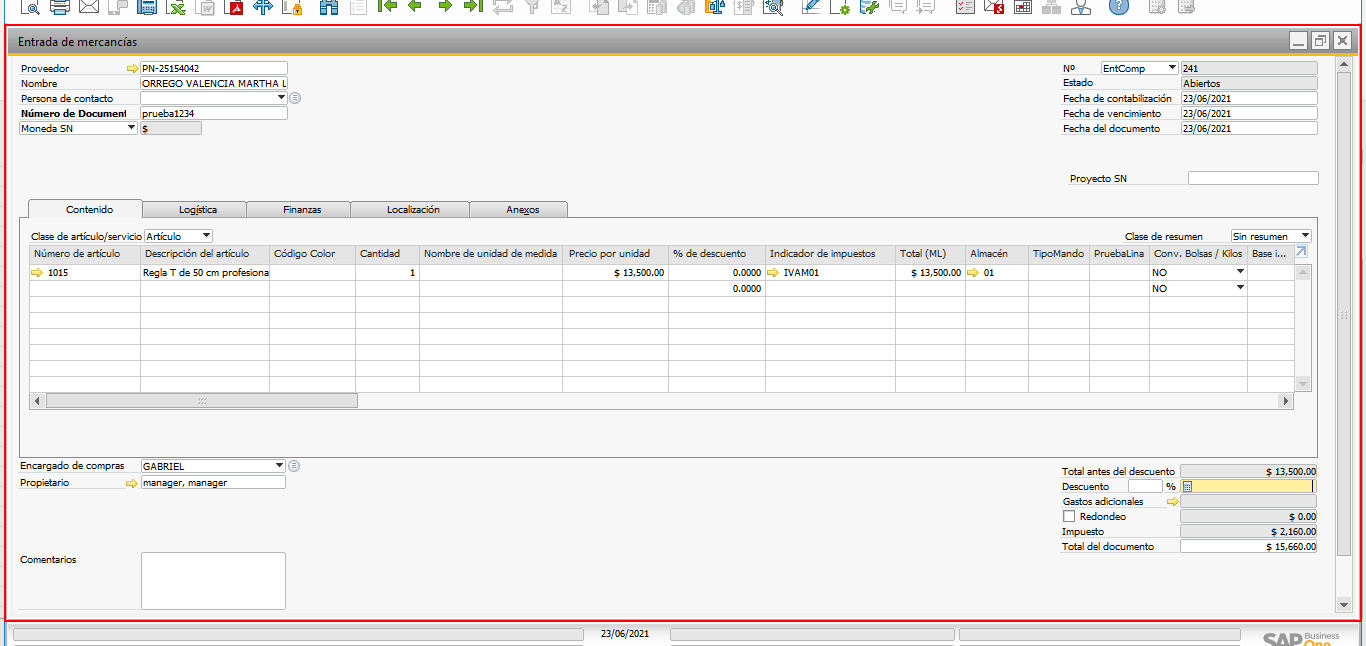 Entrada de mercancías
Proveedor PN-25154042
Nombre ORREGO VALENCIA MARTHA L
Persona de contacto
Número de Document prueba1234
Moneda SN $
Nº EntComp 241
Estado Abiertos
Fecha de contabilización 23/06/2021
Fecha de vencimiento 23/06/2021
Fecha del documento 23/06/2021
Proyecto SN
Contenido Logística Finanzas Localización Anexos
Clase de artículo/servicio Artículo Clase de resumen Sin resumen
Número de artículo Descripción del artículo Código Color Cantidad Nombre de unidad de medida Precio por unidad % de descuento Indicador de impuestos Total (ML) Almacén TipoMando PruebaLina Conv. Bolsas / Kilos Base i...
1015 Regla T de 50 cm profesiona 1 $ 13,500.00 0.0000 IVAM01 $ 13,500.00 01 NO
0.0000 NO
Encargado de compras GABRIEL
Propietario manager, manager
Comentarios
Total antes del descuento $ 13,500.00
Descuento %
Gastos adicionales
Redondeo $ 0.00
Impuesto $ 2,160.00
Total del documento $ 15,660.00
23/06/2021
SAP Business One